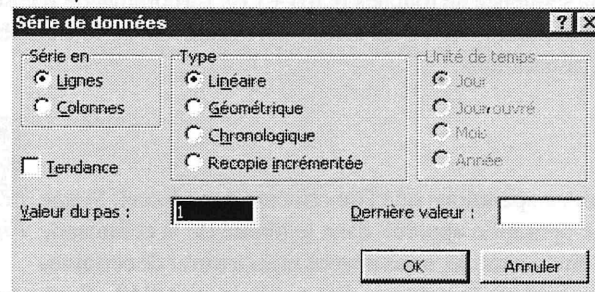 Série de données
Série en
Lignes
Colonnes
Tendance
Type
Linéaire
Géométrique
Chronologique
Recopie incrémentée
Unité de temps
Jour
Jour ouvré
Mois
Année
Valeur du pas : 1
Dernière valeur :
OK Annuler